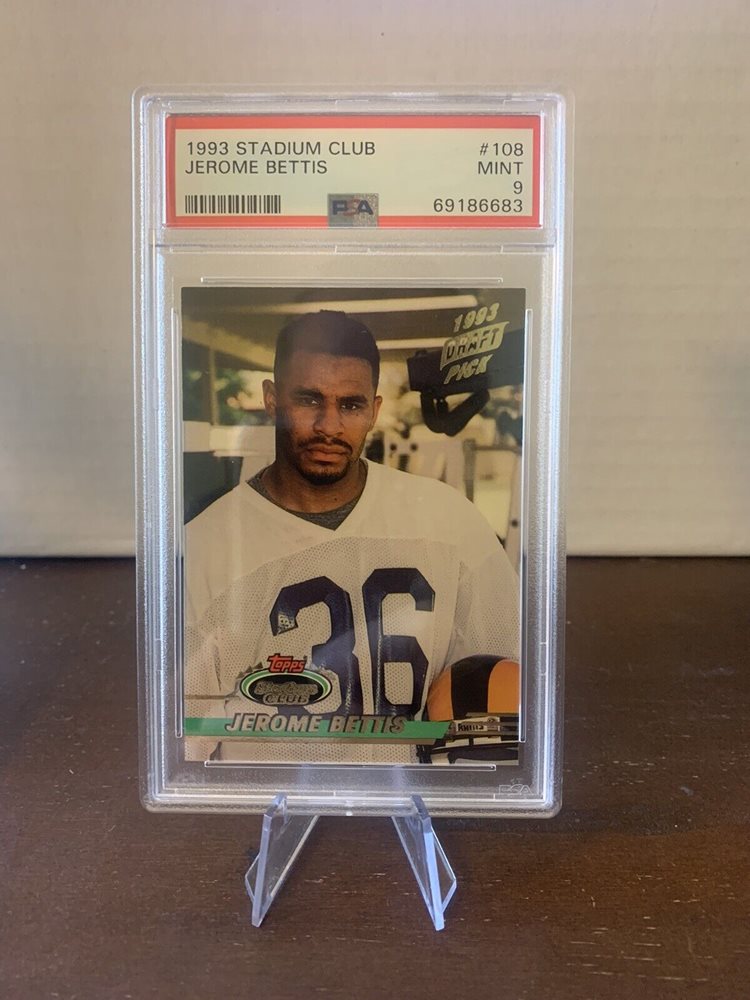 1993 STADIUM CLUB #108
JEROME BETTIS MINT
9
PSA 69186683
1993
DRAFT
PICK
36
Topps
Stadium
CLUB
JEROME BETTIS
RAMS
PSA